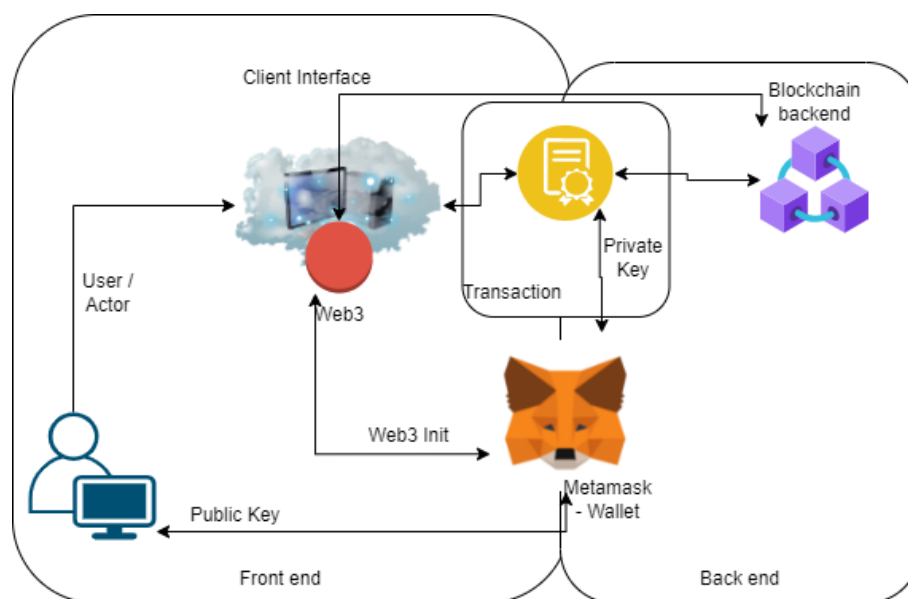 Client Interface
Blockchain
backend
Private
Key
User /
Actor
Transaction
Web3
Web3 Init
Metamask
- Wallet
Public Key
Front end
Back end